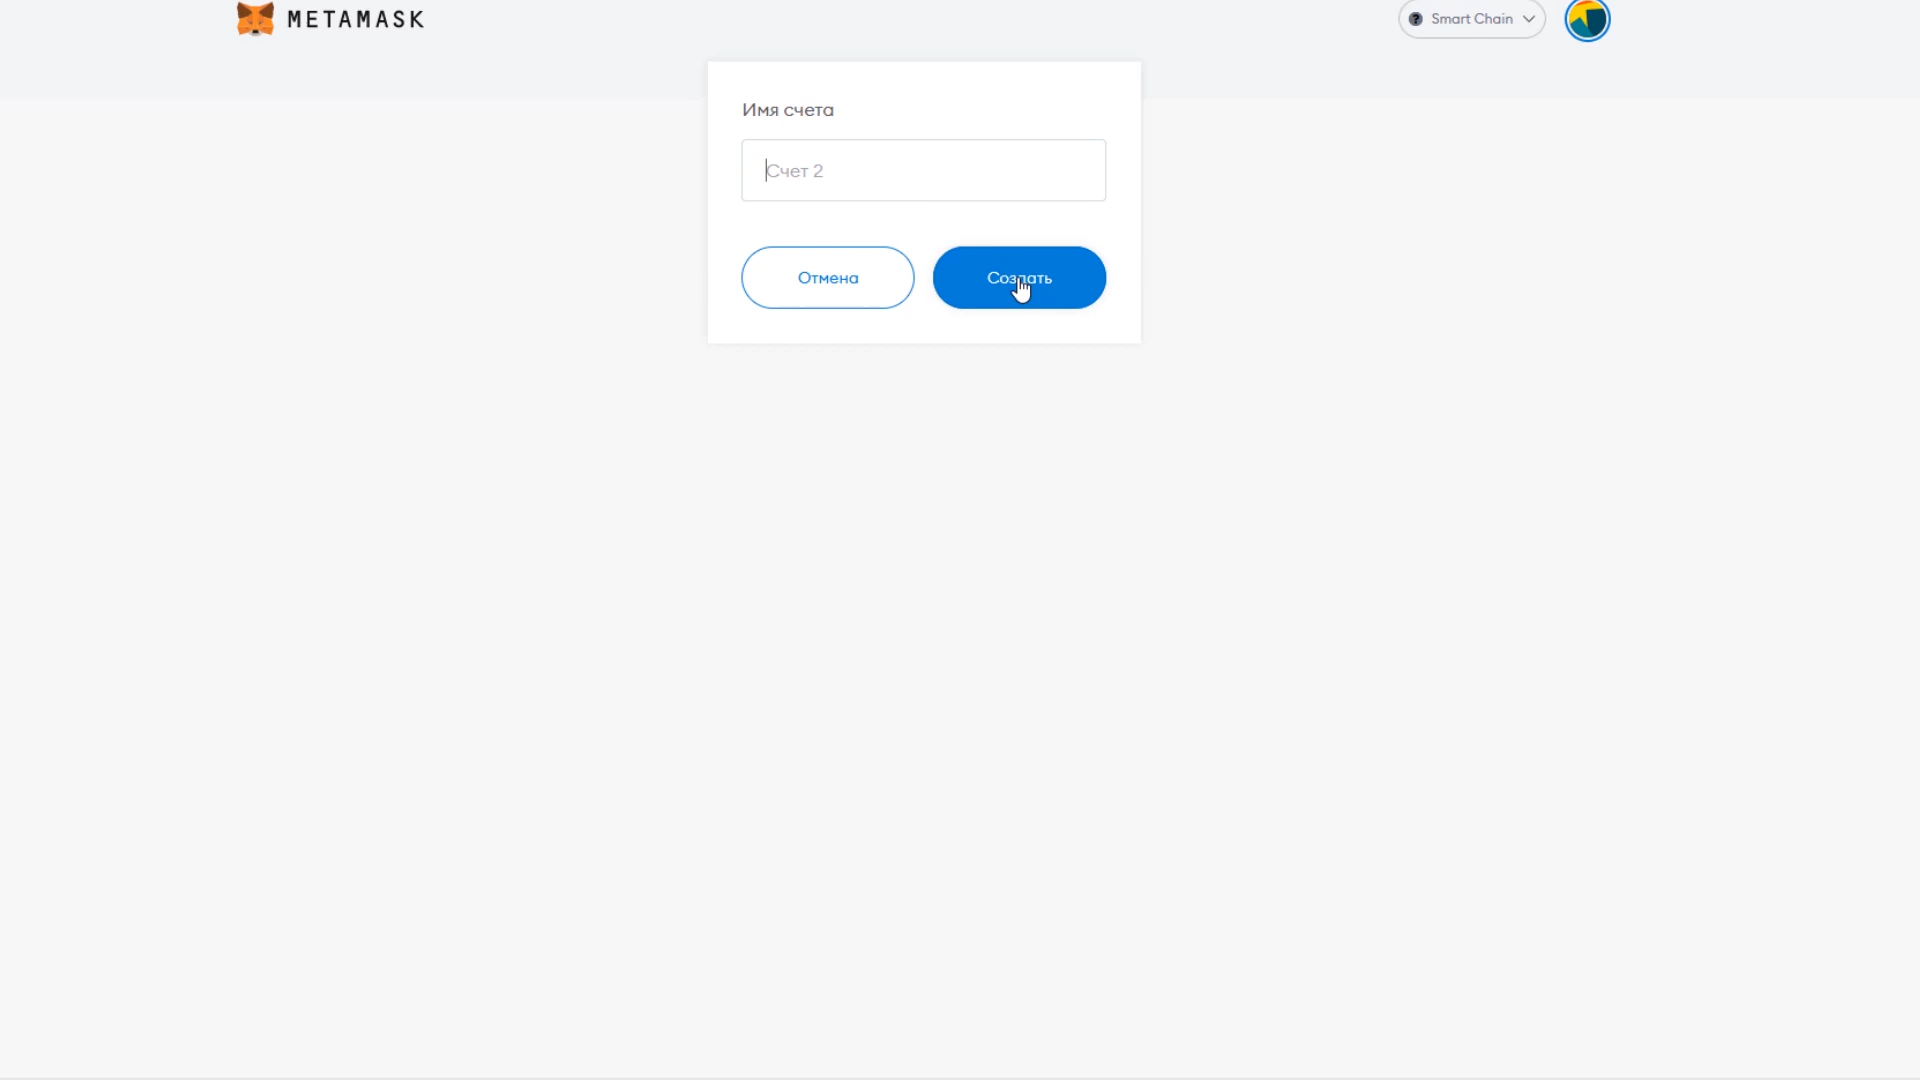 METAMASK
Smart Chain
Имя счета
Счет 2
Отмена
Создать